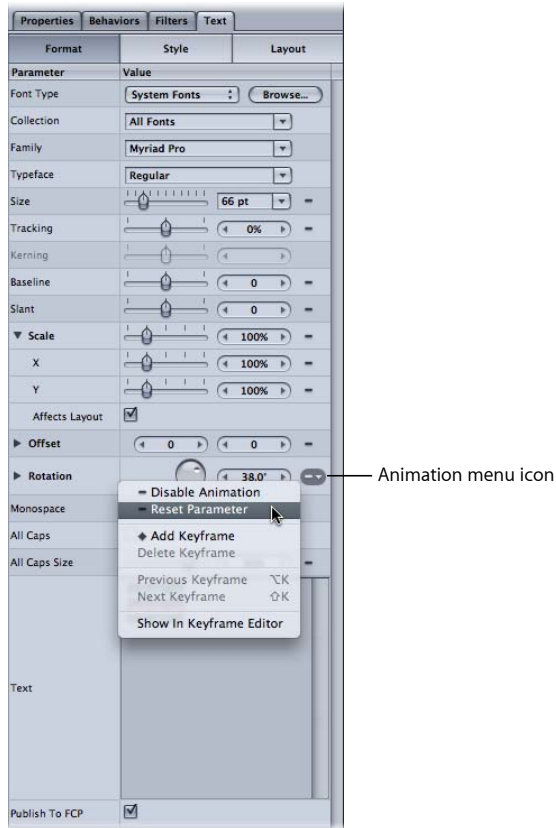 Properties Behaviors Filters Text
Format Style Layout
Parameter Value
Font Type System Fonts Browse...
Collection All Fonts
Family Myriad Pro
Typeface Regular
Size 66 pt
Tracking 0%
Kerning
Baseline 0
Slant 0
Scale 100%
X 100%
Y 100%
Affects Layout
Offset 0 0
Rotation 38.0° Animation menu icon
Disable Animation
Monospace Reset Parameter
All Caps Add Keyframe
Delete Keyframe
All Caps Size
Previous Keyframe ⌥K
Next Keyframe ⇧K
Show In Keyframe Editor
Text
Publish To FCP